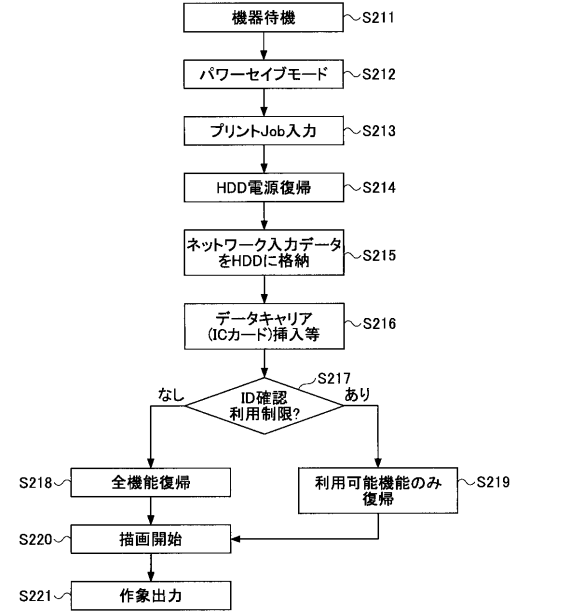 機器待機
S211
パワーセイブモード
S212
プリントJob入力
S213
HDD電源復帰
S214
ネットワーク入力データ
をHDDに格納
S215
データキャリア
(ICカード)挿入等
S216
S217
ID確認
利用制限?
なし
あり
S218
全機能復帰
利用可能機能のみ
復帰
S219
S220
描画開始
S221
作象出力